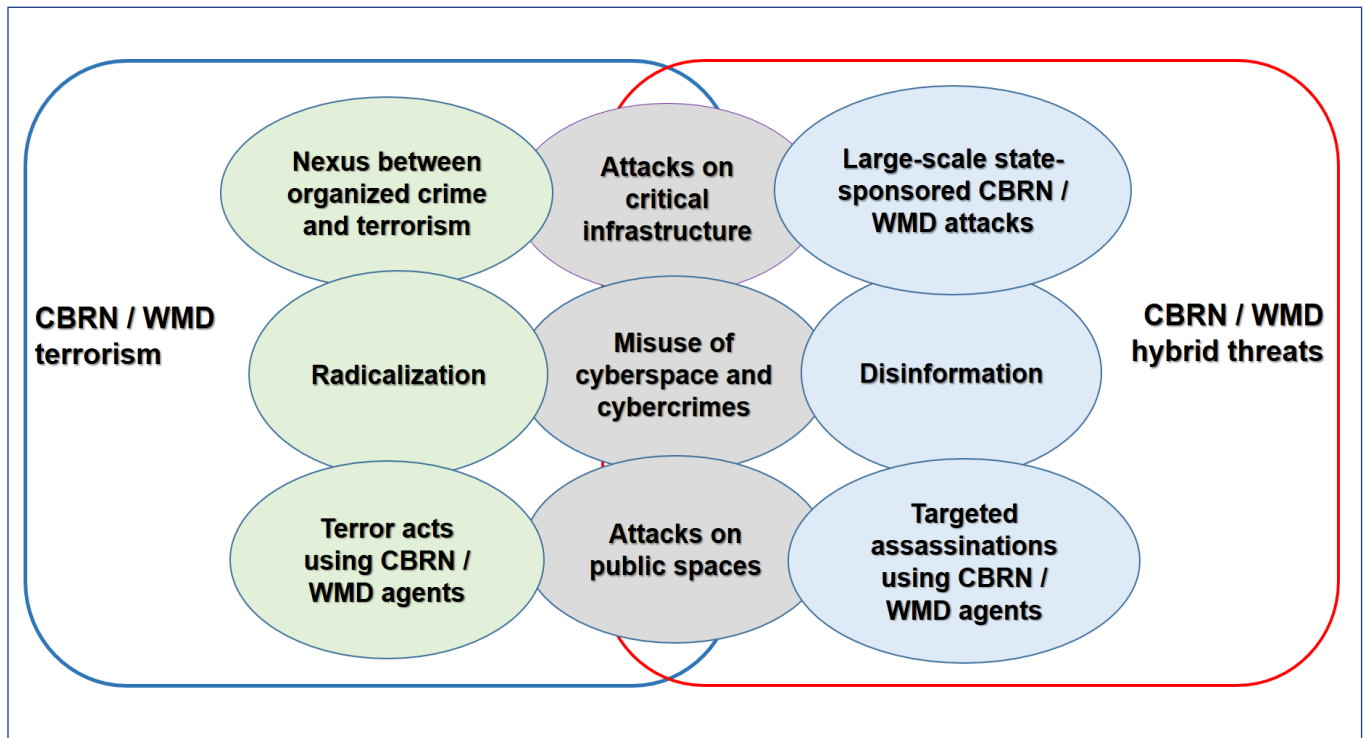 Nexus between
organized crime
and terrorism
Attacks on
critical
infrastructure
Large-scale state-
sponsored CBRN /
WMD attacks
CBRN / WMD
terrorism
Radicalization
Misuse of
cyberspace and
cybercrimes
Disinformation
CBRN / WMD
hybrid threats
Terror acts
using CBRN /
WMD agents
Attacks on
public spaces
Targeted
assassinations
using CBRN /
WMD agents